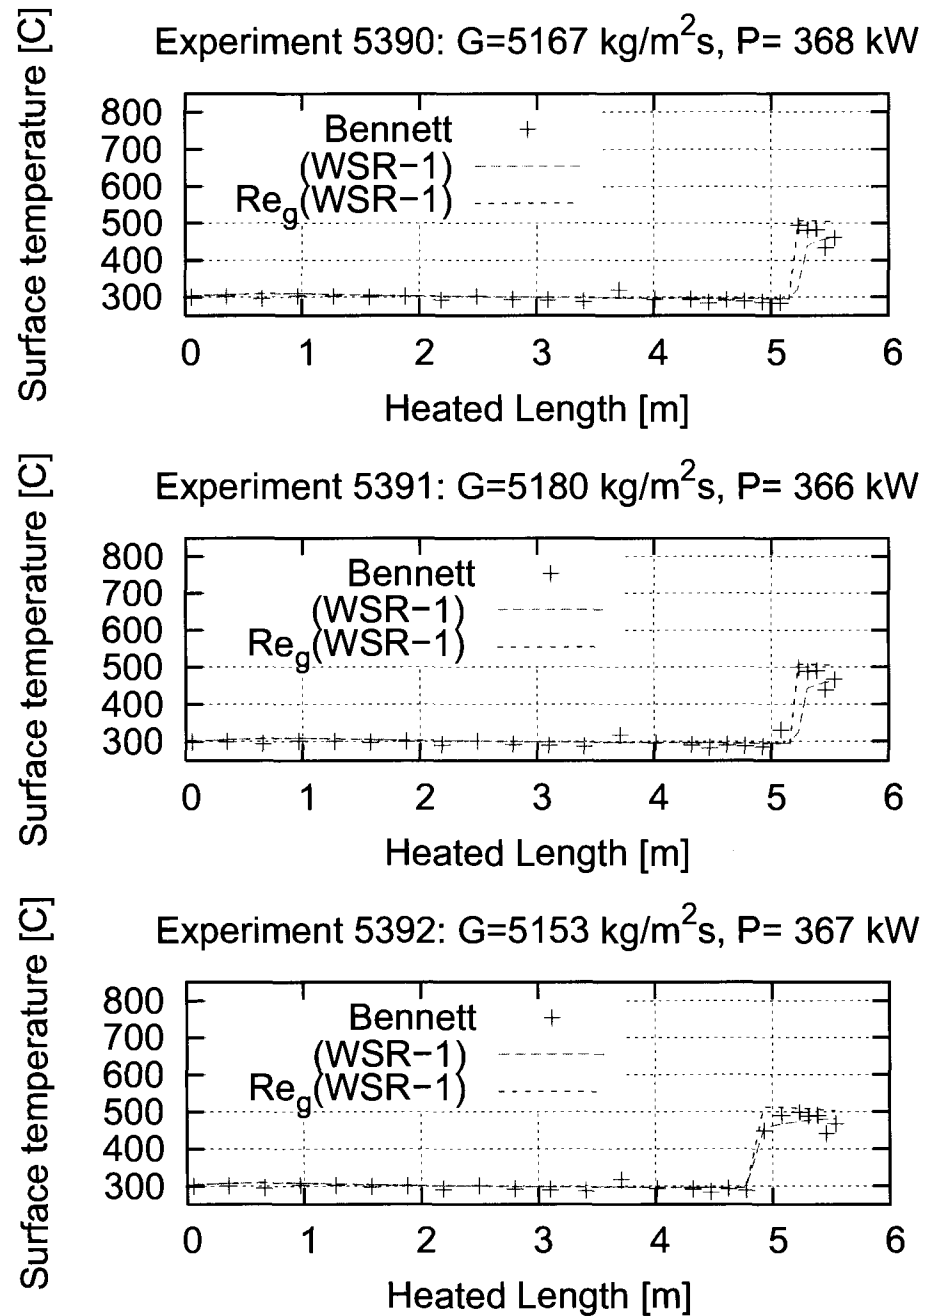 Experiment 5390: G=5167 kg/m²s, P= 368 kW
Surface temperature [C]
800
700
600
500
400
300
Bennett
(WSR−1)
Re_g(WSR−1)
0 1 2 3 4 5 6
Heated Length [m]
Experiment 5391: G=5180 kg/m²s, P= 366 kW
Surface temperature [C]
800
700
600
500
400
300
Bennett
(WSR−1)
Re_g(WSR−1)
0 1 2 3 4 5 6
Heated Length [m]
Experiment 5392: G=5153 kg/m²s, P= 367 kW
Surface temperature [C]
800
700
600
500
400
300
Bennett
(WSR−1)
Re_g(WSR−1)
0 1 2 3 4 5 6
Heated Length [m]